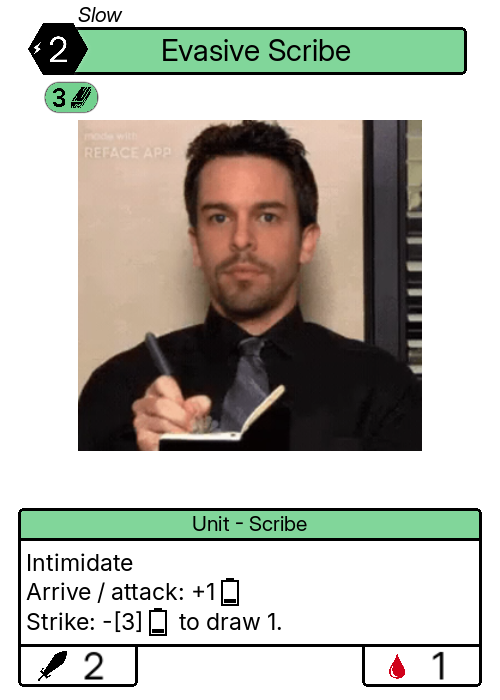 Slow
2
Evasive Scribe
3
made with
REFACE APP
Unit - Scribe
Intimidate
Arrive / attack: +1
Strike: -[3] to draw 1.
2
1